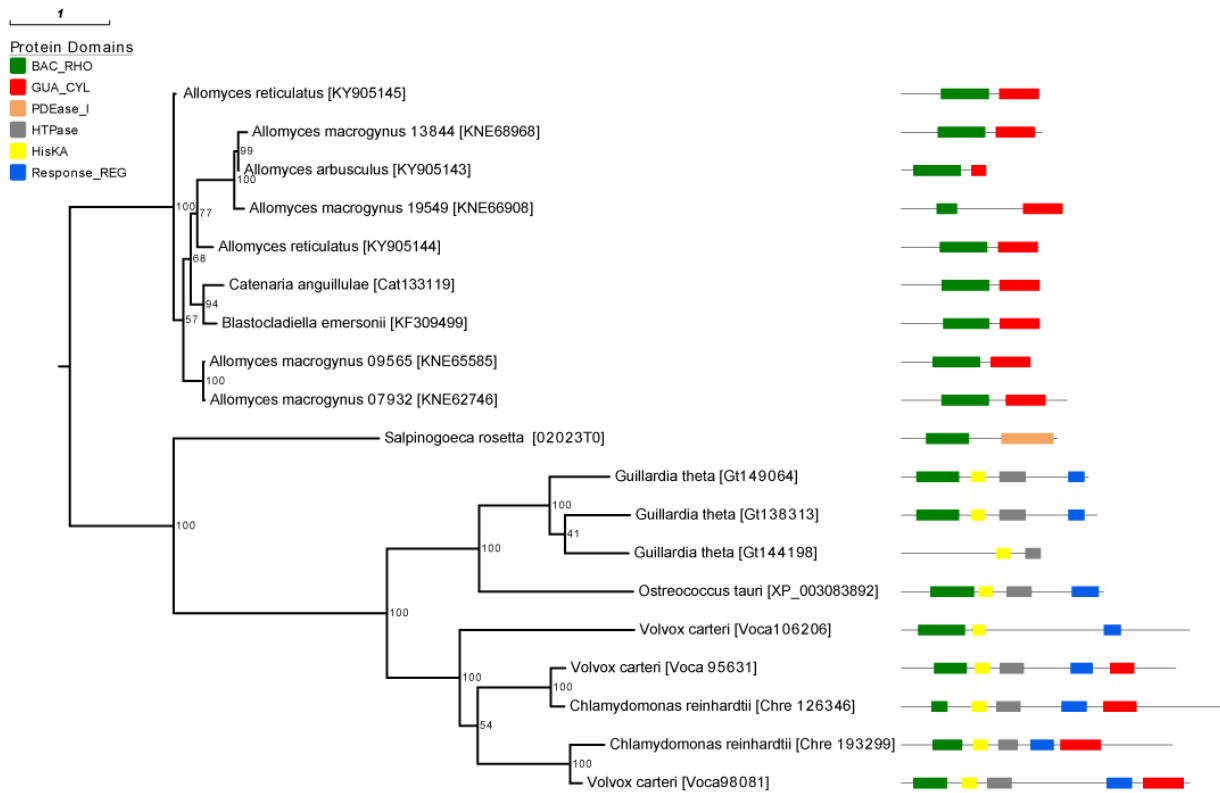 1
Protein Domains
BAC_RHO
GUA_CYL
PDEase_I
HTPase
HisKA
Response_REG
Allomyces reticulatus [KY905145]
Allomyces macrogynus 13844 [KNE68968]
99
Allomyces arbusculus [KY905143]
100
Allomyces macrogynus 19549 [KNE66908]
100
77
Allomyces reticulatus [KY905144]
68
Catenaria anguillulae [Cat133119]
94
57
Blastocladiella emersonii [KF309499]
Allomyces macrogynus 09565 [KNE65585]
100
Allomyces macrogynus 07932 [KNE62746]
Salpinogoeca rosetta [02023T0]
Guillardia theta [Gt149064]
100
Guillardia theta [Gt138313]
100
41
100
Guillardia theta [Gt144198]
Ostreococcus tauri [XP_003083892]
100
Volvox carteri [Voca106206]
Volvox carteri [Voca 95631]
100
100
Chlamydomonas reinhardtii [Chre 126346]
54
Chlamydomonas reinhardtii [Chre 193299]
100
Volvox carteri [Voca98081]